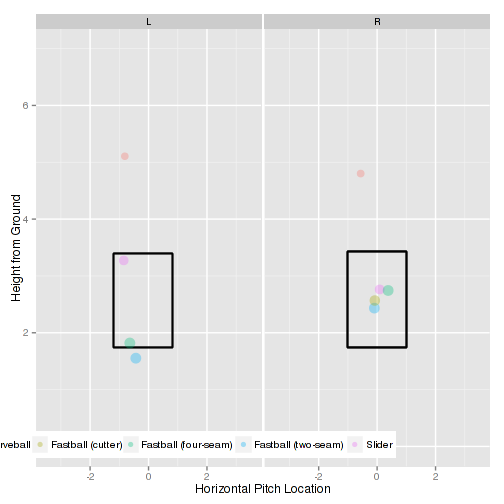 L R
6
4
2
Height from Ground
rveball Fastball (cutter) Fastball (four-seam) Fastball (two-seam) Slider
-2 0 2 -2 0 2
Horizontal Pitch Location